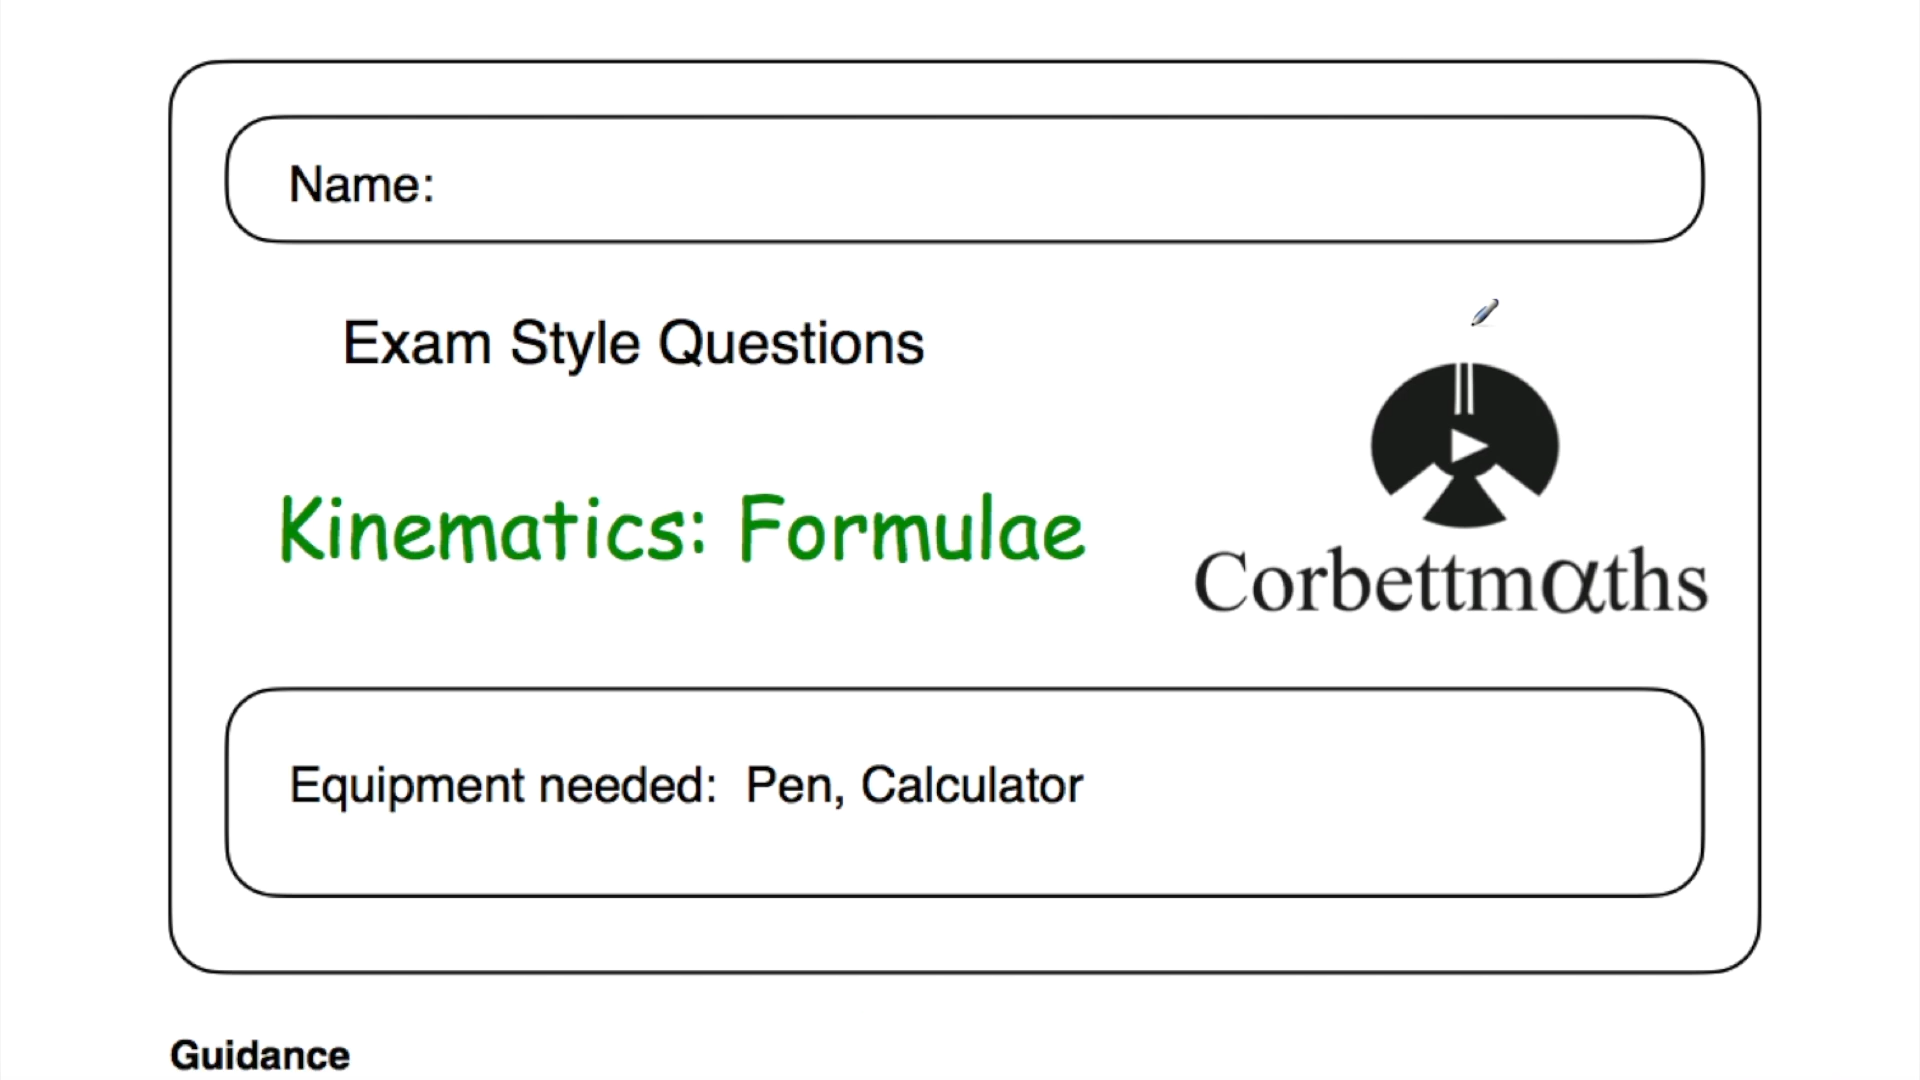 Name:
Exam Style Questions
Kinematics: Formulae
Corbettmαths
Equipment needed: Pen, Calculator
Guidance